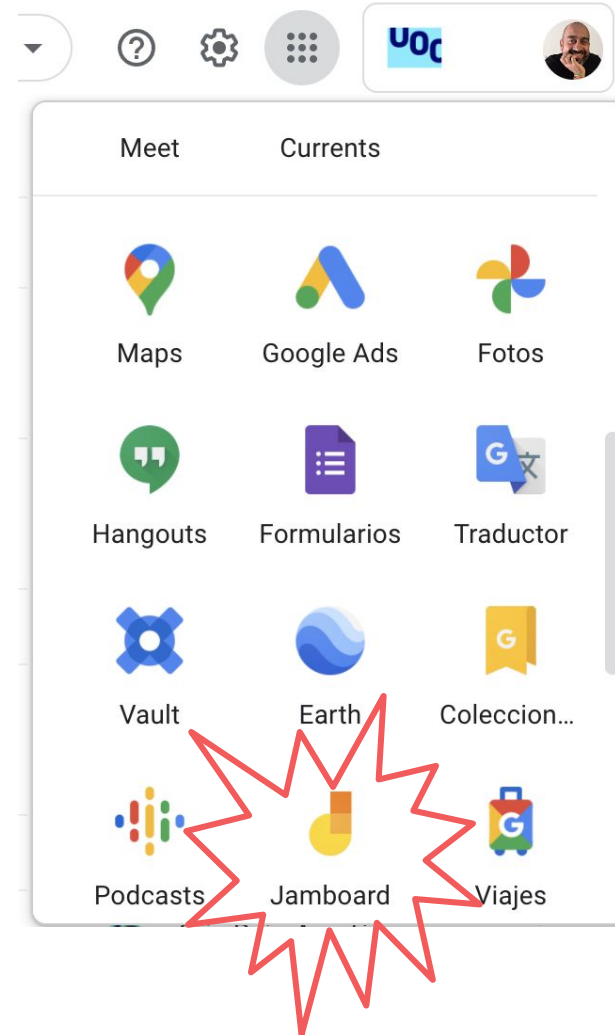 UOC
Meet Currents
Maps Google Ads Fotos
G
Hangouts Formularios Traductor
G
Vault Earth Coleccion...
G
Podcasts Jamboard Viajes